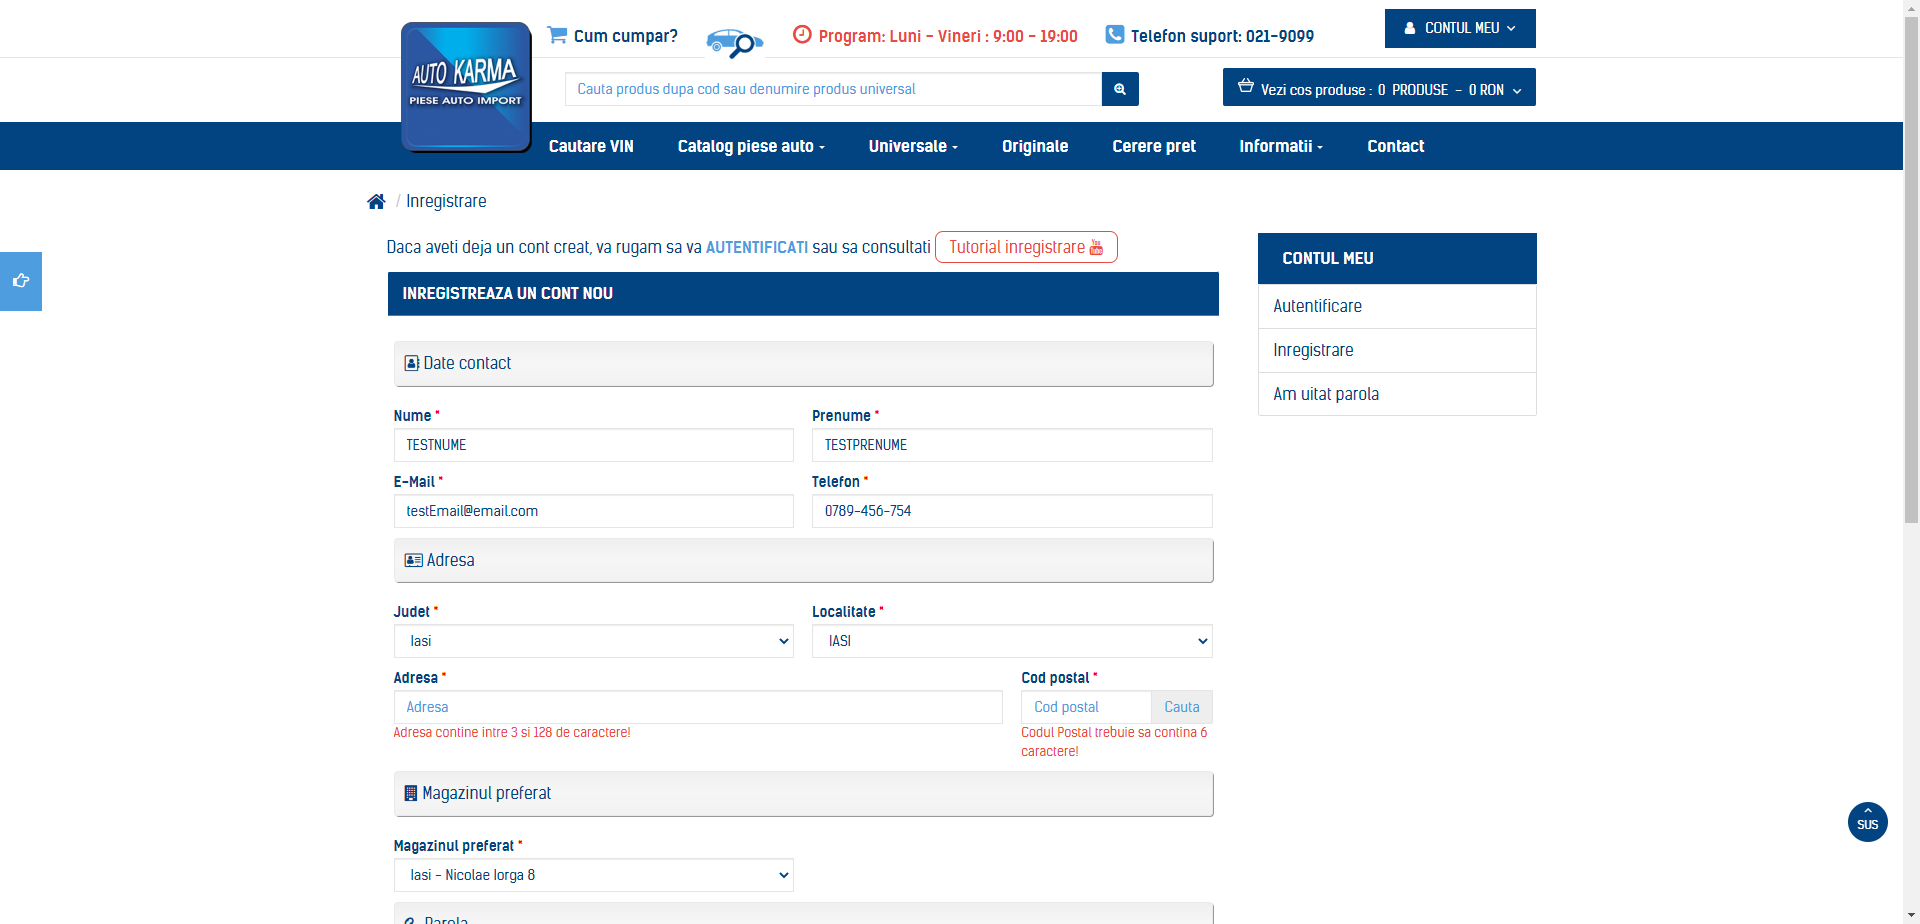 Cum cumpar?
Program: Luni - Vineri : 9:00 - 19:00
Telefon suport: 021-9099
CONTUL MEU
AUTO KARMA
PIESE AUTO IMPORT
Cauta produs dupa cod sau denumire produs universal
Vezi cos produse : 0 PRODUSE - 0 RON
Cautare VIN
Catalog piese auto
Universale
Originale
Cerere pret
Informatii
Contact
/ Inregistrare
Daca aveti deja un cont creat, va rugam sa va AUTENTIFICATI sau sa consultati Tutorial inregistrare You Tube
INREGISTREAZA UN CONT NOU
Date contact
Nume *
Prenume *
TESTNUME
TESTPRENUME
E-Mail *
Telefon *
testEmail@email.com
0789-456-754
Adresa
Judet *
Localitate *
Iasi
IASI
Adresa *
Cod postal *
Adresa
Cod postal
Cauta
Adresa contine intre 3 si 128 de caractere!
Codul Postal trebuie sa contina 6
caractere!
Magazinul preferat
Magazinul preferat *
Iasi - Nicolae Iorga 8
Parola
CONTUL MEU
Autentificare
Inregistrare
Am uitat parola
SUS